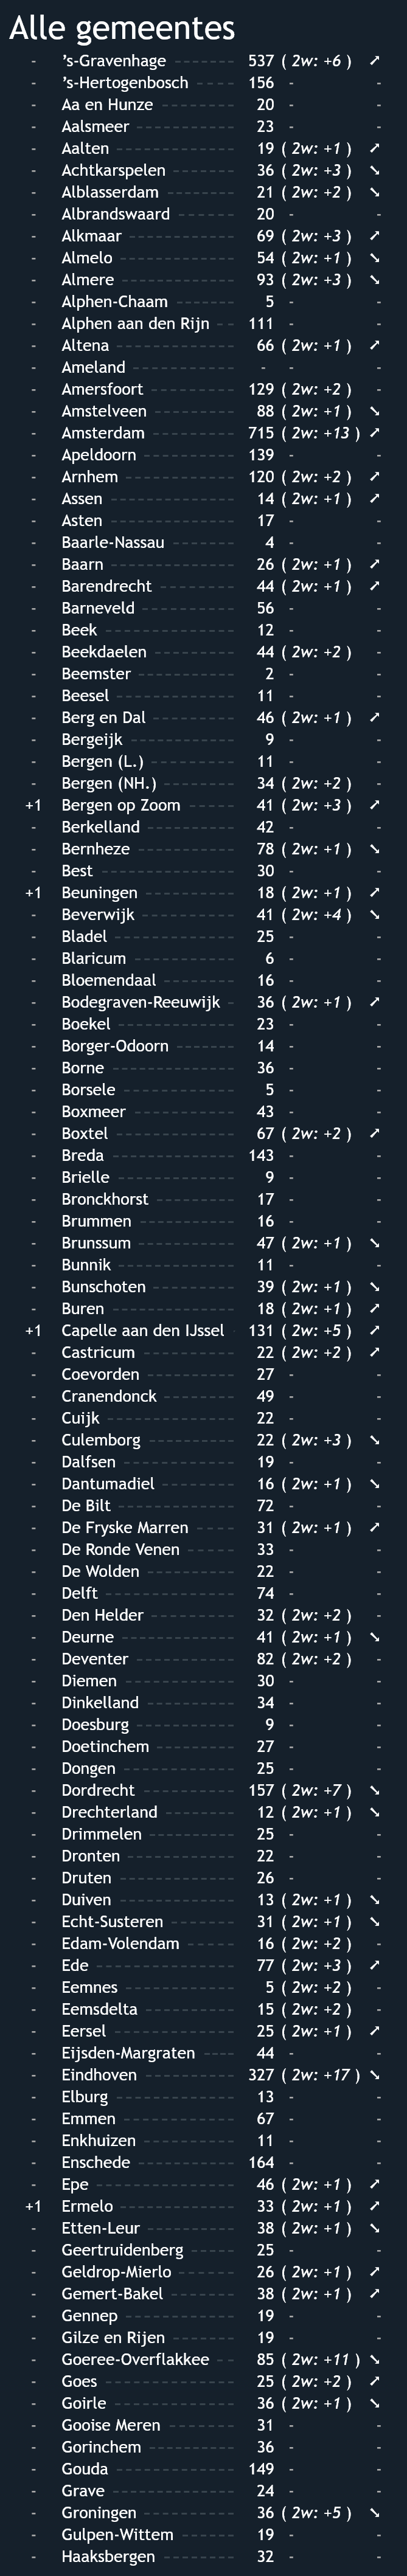 Alle gemeentes
- ’s-Gravenhage 537 ( 2w: +6 ) ➚
- ’s-Hertogenbosch 156 - -
- Aa en Hunze 20 - -
- Aalsmeer 23 - -
- Aalten 19 ( 2w: +1 ) ➚
- Achtkarspelen 36 ( 2w: +3 ) ➘
- Alblasserdam 21 ( 2w: +2 ) ➘
- Albrandswaard 20 - -
- Alkmaar 69 ( 2w: +3 ) ➚
- Almelo 54 ( 2w: +1 ) ➘
- Almere 93 ( 2w: +3 ) ➘
- Alphen-Chaam 5 - -
- Alphen aan den Rijn 111 - -
- Altena 66 ( 2w: +1 ) ➚
- Ameland - - -
- Amersfoort 129 ( 2w: +2 ) -
- Amstelveen 88 ( 2w: +1 ) ➘
- Amsterdam 715 ( 2w: +13 ) ➚
- Apeldoorn 139 - -
- Arnhem 120 ( 2w: +2 ) ➚
- Assen 14 ( 2w: +1 ) ➚
- Asten 17 - -
- Baarle-Nassau 4 - -
- Baarn 26 ( 2w: +1 ) ➚
- Barendrecht 44 ( 2w: +1 ) ➚
- Barneveld 56 - -
- Beek 12 - -
- Beekdaelen 44 ( 2w: +2 ) -
- Beemster 2 - -
- Beesel 11 - -
- Berg en Dal 46 ( 2w: +1 ) ➚
- Bergeijk 9 - -
- Bergen (L.) 11 - -
- Bergen (NH.) 34 ( 2w: +2 ) -
+1 Bergen op Zoom 41 ( 2w: +3 ) ➚
- Berkelland 42 - -
- Bernheze 78 ( 2w: +1 ) ➘
- Best 30 - -
+1 Beuningen 18 ( 2w: +1 ) ➚
- Beverwijk 41 ( 2w: +4 ) ➘
- Bladel 25 - -
- Blaricum 6 - -
- Bloemendaal 16 - -
- Bodegraven-Reeuwijk 36 ( 2w: +1 ) ➚
- Boekel 23 - -
- Borger-Odoorn 14 - -
- Borne 36 - -
- Borsele 5 - -
- Boxmeer 43 - -
- Boxtel 67 ( 2w: +2 ) ➚
- Breda 143 - -
- Brielle 9 - -
- Bronckhorst 17 - -
- Brummen 16 - -
- Brunssum 47 ( 2w: +1 ) ➘
- Bunnik 11 - -
- Bunschoten 39 ( 2w: +1 ) ➘
- Buren 18 ( 2w: +1 ) ➚
+1 Capelle aan den IJssel 131 ( 2w: +5 ) ➚
- Castricum 22 ( 2w: +2 ) ➚
- Coevorden 27 - -
- Cranendonck 49 - -
- Cuijk 22 - -
- Culemborg 22 ( 2w: +3 ) ➘
- Dalfsen 19 - -
- Dantumadiel 16 ( 2w: +1 ) ➘
- De Bilt 72 - -
- De Fryske Marren 31 ( 2w: +1 ) ➚
- De Ronde Venen 33 - -
- De Wolden 22 - -
- Delft 74 - -
- Den Helder 32 ( 2w: +2 ) -
- Deurne 41 ( 2w: +1 ) ➘
- Deventer 82 ( 2w: +2 ) -
- Diemen 30 - -
- Dinkelland 34 - -
- Doesburg 9 - -
- Doetinchem 27 - -
- Dongen 25 - -
- Dordrecht 157 ( 2w: +7 ) ➘
- Drechterland 12 ( 2w: +1 ) ➘
- Drimmelen 25 - -
- Dronten 22 - -
- Druten 26 - -
- Duiven 13 ( 2w: +1 ) ➘
- Echt-Susteren 31 ( 2w: +1 ) ➘
- Edam-Volendam 16 ( 2w: +2 ) -
- Ede 77 ( 2w: +3 ) ➚
- Eemnes 5 ( 2w: +2 ) -
- Eemsdelta 15 ( 2w: +2 ) -
- Eersel 25 ( 2w: +1 ) ➚
- Eijsden-Margraten 44 - -
- Eindhoven 327 ( 2w: +17 ) ➘
- Elburg 13 - -
- Emmen 67 - -
- Enkhuizen 11 - -
- Enschede 164 - -
- Epe 46 ( 2w: +1 ) ➚
+1 Ermelo 33 ( 2w: +1 ) ➚
- Etten-Leur 38 ( 2w: +1 ) ➘
- Geertruidenberg 25 - -
- Geldrop-Mierlo 26 ( 2w: +1 ) ➚
- Gemert-Bakel 38 ( 2w: +1 ) ➚
- Gennep 19 - -
- Gilze en Rijen 19 - -
- Goeree-Overflakkee 85 ( 2w: +11 ) ➘
- Goes 25 ( 2w: +2 ) ➚
- Goirle 36 ( 2w: +1 ) ➘
- Gooise Meren 31 - -
- Gorinchem 36 - -
- Gouda 149 - -
- Grave 24 - -
- Groningen 36 ( 2w: +5 ) ➘
- Gulpen-Wittem 19 - -
- Haaksbergen 32 - -